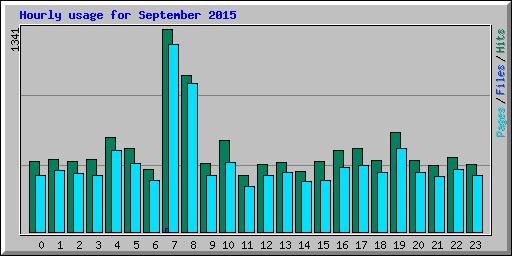 Hourly usage for September 2015
1341
Pages / Files / Hits
0 1 2 3 4 5 6 7 8 9 10 11 12 13 14 15 16 17 18 19 20 21 22 23